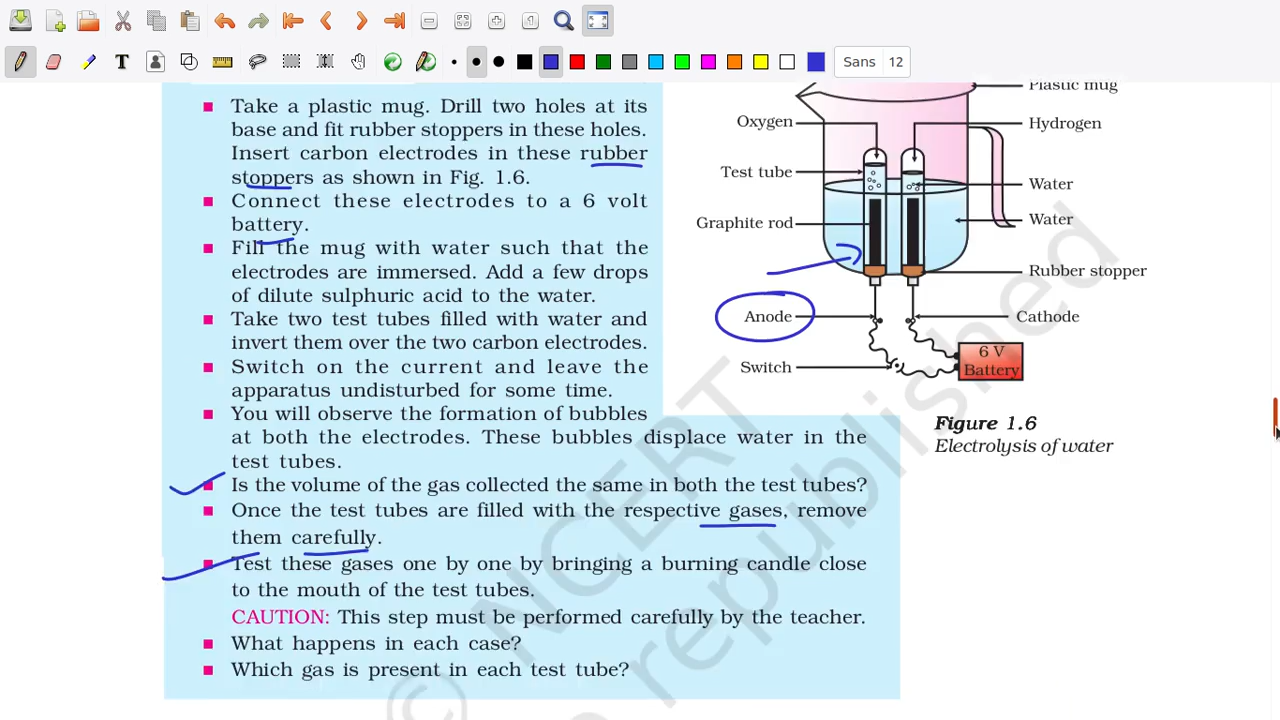 Sans 12
Take a plastic mug. Drill two holes at its
base and fit rubber stoppers in these holes.
Insert carbon electrodes in these rubber
stoppers as shown in Fig. 1.6.
Connect these electrodes to a 6 volt
battery.
Fill the mug with water such that the
electrodes are immersed. Add a few drops
of dilute sulphuric acid to the water.
Take two test tubes filled with water and
invert them over the two carbon electrodes.
Switch on the current and leave the
apparatus undisturbed for some time.
You will observe the formation of bubbles
at both the electrodes. These bubbles displace water in the
test tubes.
Is the volume of the gas collected the same in both the test tubes?
Once the test tubes are filled with the respective gases, remove
them carefully.
Test these gases one by one by bringing a burning candle close
to the mouth of the test tubes.
CAUTION: This step must be performed carefully by the teacher.
What happens in each case?
Which gas is present in each test tube?
Plastic mug
Oxygen
Hydrogen
Test tube
Water
Graphite rod
Water
Rubber stopper
Anode
Cathode
Switch
6 V
Battery
Figure 1.6
Electrolysis of water
© NCERT
republished